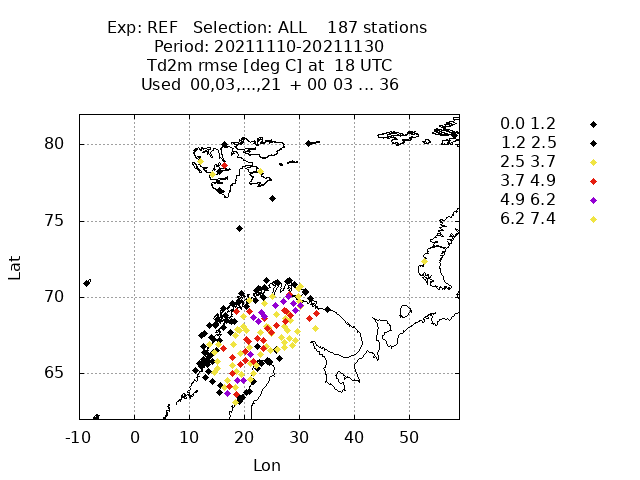 Exp: REF   Selection: ALL    187 stations
Period: 20211110-20211130
Td2m rmse [deg C] at  18 UTC
Used  00,03,...,21  + 00 03 ... 36
0.0 1.2
1.2 2.5
2.5 3.7
3.7 4.9
4.9 6.2
6.2 7.4
80
75
70
65
Lat
-10 0 10 20 30 40 50
Lon